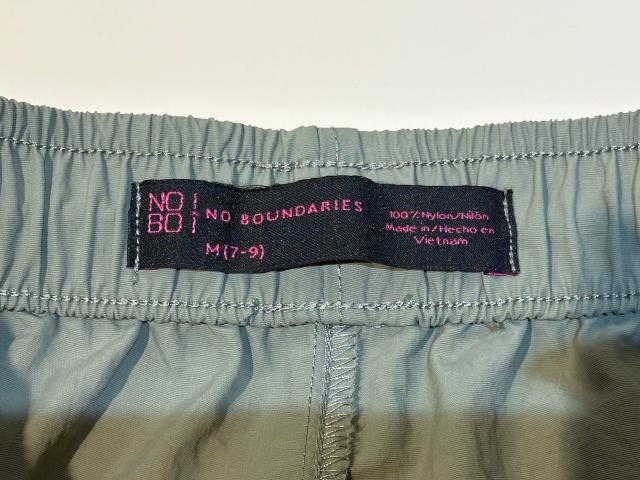 NO
BO
NO BOUNDARIES
M (7-9)
100% Nylon/Nilón
Made in/Hecho en
Vietnam